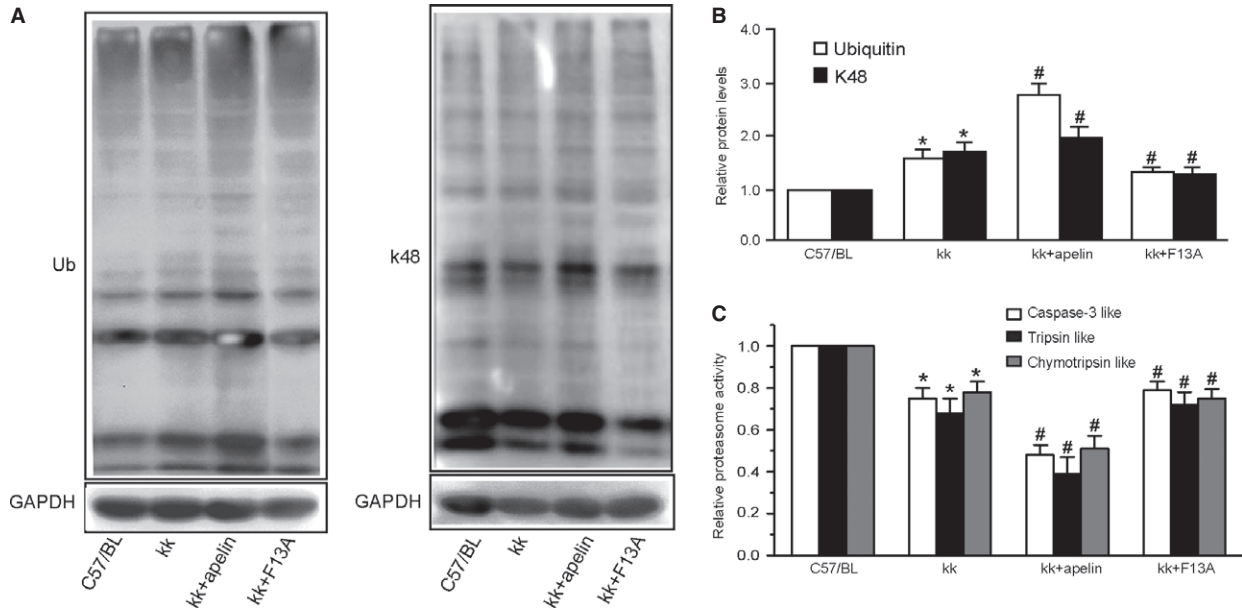 A
Ub
GAPDH
C57/BL
kk
kk+apelin
kk+F13A
k48
GAPDH
C57/BL
kk
kk+apelin
kk+F13A
B
Relative protein levels
4.0
3.0
2.0
1.0
0.0
Ubiquitin
K48
* * # # # #
C57/BL kk kk+apelin kk+F13A
C
Relative proteasome activity
1.0
0.8
0.6
0.4
0.2
0.0
Caspase-3 like
Tripsin like
Chymotripsin like
* * * # # # # # #
C57/BL kk kk+apelin kk+F13A